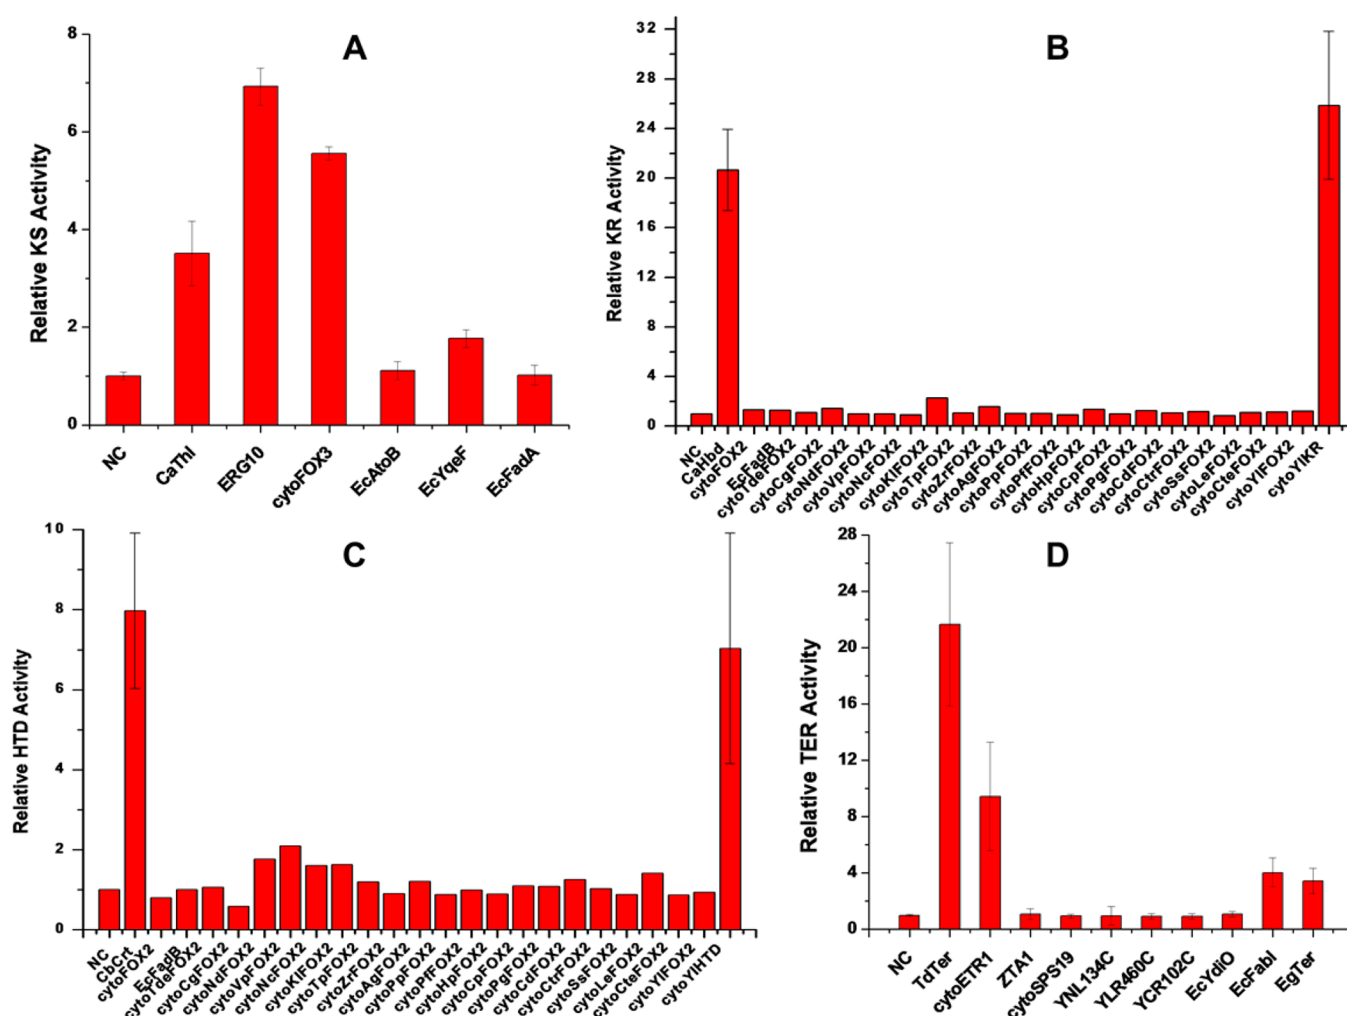 A
Relative KS Activity
8
6
4
2
0
NC
CaThl
ERG10
cytoFOX3
EcAtoB
EcYqeF
EcFadA
B
Relative KR Activity
32
28
24
20
16
12
8
4
0
NC
CaHbd
cytoFOX2
EcFadB
cytoTdeFOX2
cytoCgFOX2
cytoNdFOX2
cytoVpFOX2
cytoNcFOX2
cytoKlFOX2
cytoTpFOX2
cytoZrFOX2
cytoAgFOX2
cytoPpFOX2
cytoPfFOX2
cytoHpFOX2
cytoCpFOX2
cytoPgFOX2
cytoCdFOX2
cytoCtrFOX2
cytoSsFOX2
cytoLeFOX2
cytoCteFOX2
cytoYlFOX2
cytoYlKR
C
Relative HTD Activity
10
8
6
4
2
0
NC
CbCrt
cytoFOX2
EcFadB
cytoTdeFOX2
cytoCgFOX2
cytoNdFOX2
cytoVpFOX2
cytoNcFOX2
cytoKlFOX2
cytoTpFOX2
cytoZrFOX2
cytoAgFOX2
cytoPpFOX2
cytoPfFOX2
cytoHpFOX2
cytoCpFOX2
cytoPgFOX2
cytoCdFOX2
cytoCtrFOX2
cytoSsFOX2
cytoLeFOX2
cytoCteFOX2
cytoYlFOX2
cytoYlHTD
D
Relative TER Activity
28
24
20
16
12
8
4
0
NC
TdTer
cytoETR1
ZTA1
cytoSPS19
YNL134C
YLR460C
YCR102C
EcYdiO
EcFabI
EgTer